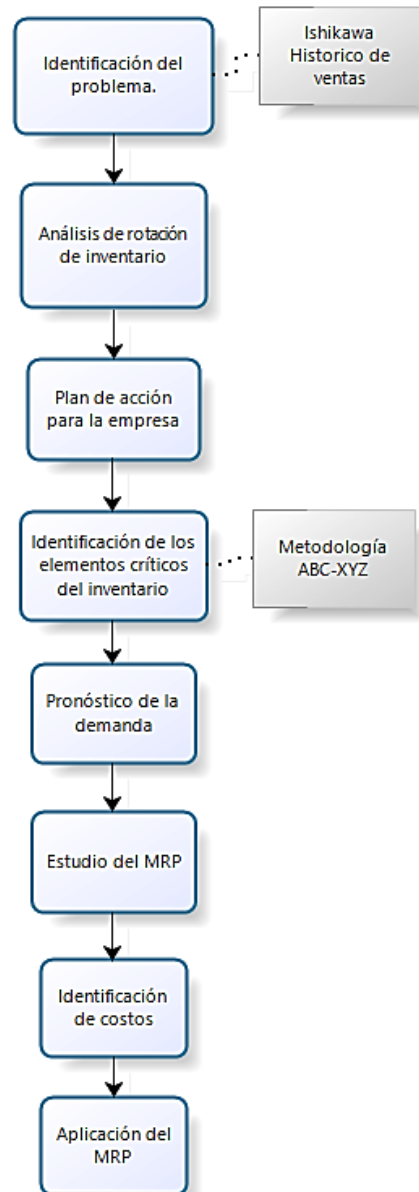 Identificación del
problema.
Ishikawa
Historico de
ventas
Análisis de rotación
de inventario
Plan de acción
para la empresa
Identificación de los
elementos críticos
del inventario
Metodología
ABC-XYZ
Pronóstico de la
demanda
Estudio del MRP
Identificación
de costos
Aplicación del
MRP